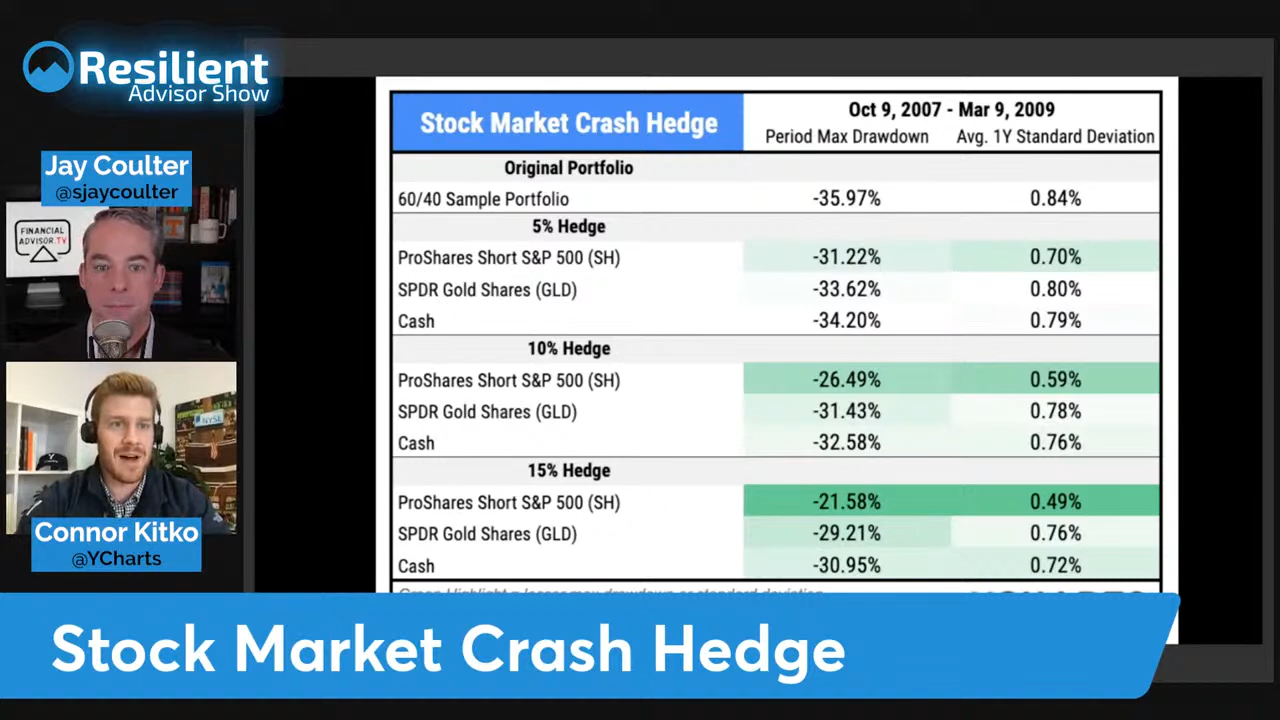 Resilient
Advisor Show
Jay Coulter
@sjaycoulter
FINANCIAL
ADVISOR.TV
NYSE
Connor Kitko
@YCharts
Stock Market Crash Hedge
Oct 9, 2007 - Mar 9, 2009
Period Max Drawdown Avg. 1Y Standard Deviation
Original Portfolio
60/40 Sample Portfolio -35.97% 0.84%
5% Hedge
ProShares Short S&P 500 (SH) -31.22% 0.70%
SPDR Gold Shares (GLD) -33.62% 0.80%
Cash -34.20% 0.79%
10% Hedge
ProShares Short S&P 500 (SH) -26.49% 0.59%
SPDR Gold Shares (GLD) -31.43% 0.78%
Cash -32.58% 0.76%
15% Hedge
ProShares Short S&P 500 (SH) -21.58% 0.49%
SPDR Gold Shares (GLD) -29.21% 0.76%
Cash -30.95% 0.72%
Stock Market Crash Hedge